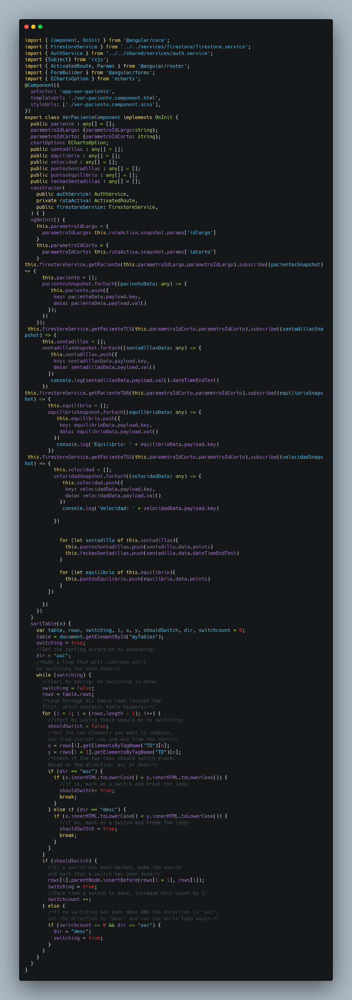 import { Component, OnInit } from '@angular/core';
import { FirestoreService } from '../../services/firestore/firestore.service';
import { AuthService } from '../../shared/services/auth.service';
import {Subject} from 'rxjs';
import { ActivatedRoute, Params } from '@angular/router';
import { FormBuilder } from '@angular/forms';
import { EChartsOption } from 'echarts';
@Component({
  selector: 'app-ver-paciente',
  templateUrl: './ver-paciente.component.html',
  styleUrls: ['./ver-paciente.component.scss'],
})
export class VerPacienteComponent implements OnInit {
  public paciente : any[] = [];
  parametroIdLargo: {parametroIdLargo:string};
  parametroIdCorto: {parametroIdCorto: string};
  chartOption: EChartsOption;
  public sentadillas : any[] = [];
  public equilibrio : any[] = [];
  public velocidad : any[] = [];
  public puntosSentadillas : any[] = [];
  public puntosEquilibrio : any[] = [];
  public fechasSentadillas : any[] = [];
  constructor(
    public authService: AuthService,
    private rutaActiva: ActivatedRoute,
    public firestoreService: FirestoreService,
  ) { }
  ngOnInit() {
    this.parametroIdLargo = {
      parametroIdLargo: this.rutaActiva.snapshot.params['idlargo']
    }
    this.parametroIdCorto = {
      parametroIdCorto: this.rutaActiva.snapshot.params['idcorto']
    }
this.firestoreService.getPaciente(this.parametroIdLargo.parametroIdLargo).subscribe((pacientesSnapshot)
=> {
      this.paciente = [];
      pacientesSnapshot.forEach((pacienteData: any) => {
         this.paciente.push({
          key: pacienteData.payload.key,
          data: pacienteData.payload.val()
        });
      })
    });
 this.firestoreService.getPacienteTCS(this.parametroIdCorto.parametroIdCorto).subscribe((sentadillasSna
pshot) => {
      this.sentadillas = [];
      sentadillasSnapshot.forEach((sentadillasData: any) => {
         this.sentadillas.push({
          key: sentadillasData.payload.key,
          data: sentadillasData.payload.val()
        })
         console.log(sentadillasData.payload.val().dateTimeEndTest)
      })
this.firestoreService.getPacienteTBA(this.parametroIdCorto.parametroIdCorto).subscribe((equilibrioSnaps
hot) => {
        this.equilibrio = [];
        equilibrioSnapshot.forEach((equilibrioData: any) => {
           this.equilibrio.push({
            key: equilibrioData.payload.key,
            data: equilibrioData.payload.val()
          })
           console.log('Equilibrio: ' + equilibrioData.payload.key)
        })
 this.firestoreService.getPacienteTGS(this.parametroIdCorto.parametroIdCorto).subscribe((velocidadSnaps
hot) => {
          this.velocidad = [];
          velocidadSnapshot.forEach((velocidadData: any) => {
             this.velocidad.push({
              key: velocidadData.payload.key,
              data: velocidadData.payload.val()
            })
             console.log('Velocidad: ' + velocidadData.payload.key)

          })


            for (let sentadilla of this.sentadillas){
              this.puntosSentadillas.push(sentadilla.data.points)
              this.fechasSentadillas.push(sentadilla.data.dateTimeEndTest)
            }

            for (let equilibrio of this.equilibrio){
              this.puntosEquilibrio.push(equilibrio.data.points)
            }
        })

      })
    })
  }
  sortTable(n) {
    var table, rows, switching, i, x, y, shouldSwitch, dir, switchcount = 0;
    table = document.getElementById("myTables");
    switching = true;
    //Set the sorting direction to ascending:
    dir = "asc";
    /*Make a loop that will continue until
    no switching has been done:*/
    while (switching) {
      //start by saying: no switching is done:
      switching = false;
      rows = table.rows;
      /*Loop through all table rows (except the
      first, which contains table headers):*/
      for (i = 1; i < (rows.length - 1); i++) {
        //start by saying there should be no switching:
        shouldSwitch = false;
        /*Get the two elements you want to compare,
        one from current row and one from the next:*/
        x = rows[i].getElementsByTagName("TD")[n];
        y = rows[i + 1].getElementsByTagName("TD")[n];
        /*check if the two rows should switch place,
        based on the direction, asc or desc:*/
        if (dir == "asc") {
          if (x.innerHTML.toLowerCase() > y.innerHTML.toLowerCase()) {
            //if so, mark as a switch and break the loop:
            shouldSwitch= true;
            break;
          }
        } else if (dir == "desc") {
          if (x.innerHTML.toLowerCase() < y.innerHTML.toLowerCase()) {
            //if so, mark as a switch and break the loop:
            shouldSwitch = true;
            break;
          }
        }
      }
      if (shouldSwitch) {
        /*If a switch has been marked, make the switch
        and mark that a switch has been done:*/
        rows[i].parentNode.insertBefore(rows[i + 1], rows[i]);
        switching = true;
        //Each time a switch is done, increase this count by 1:
        switchcount ++;
      } else {
        /*If no switching has been done AND the direction is "asc",
        set the direction to "desc" and run the while loop again.*/
        if (switchcount == 0 && dir == "asc") {
          dir = "desc";
          switching = true;
        }
      }
    }
  }
}